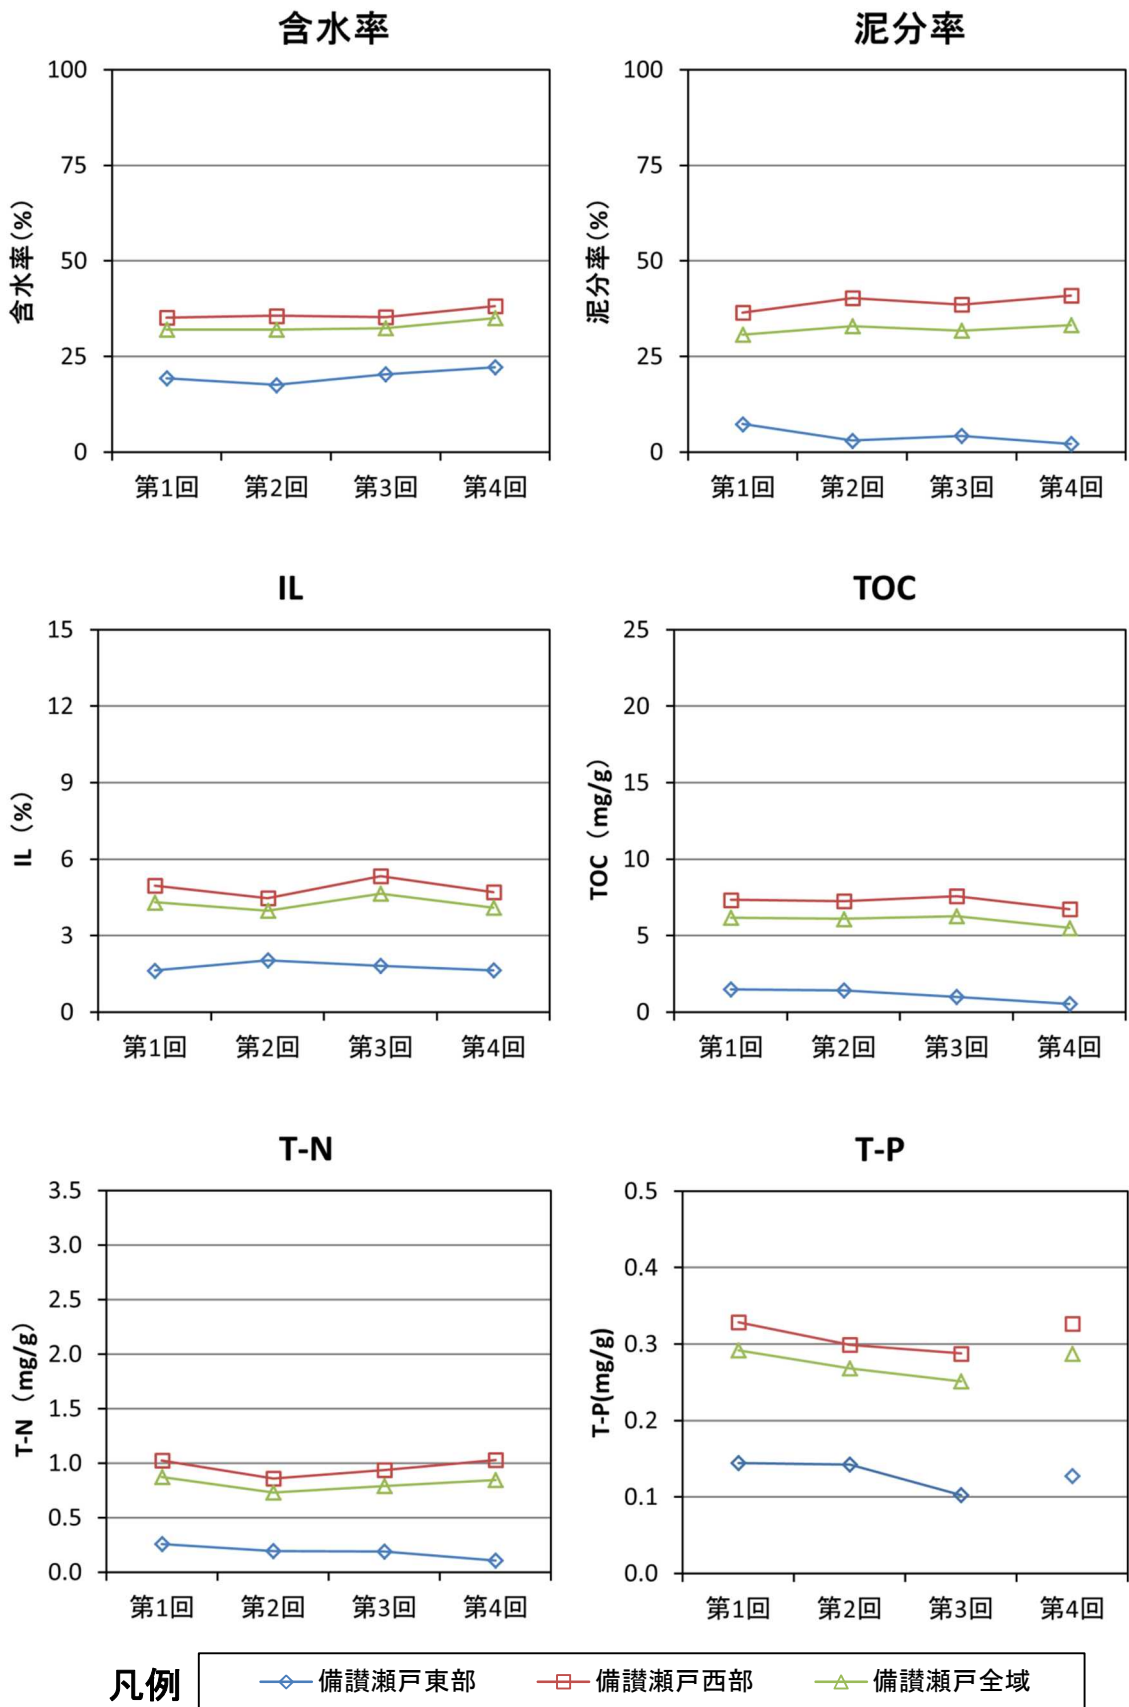 含水率
100
75
50
25
0
含水率(%)
第1回 第2回 第3回 第4回
泥分率
100
75
50
25
0
泥分率(%)
第1回 第2回 第3回 第4回
IL
15
12
9
6
3
0
IL (%)
第1回 第2回 第3回 第4回
TOC
25
20
15
10
5
0
TOC (mg/g)
第1回 第2回 第3回 第4回
T-N
3.5
3.0
2.5
2.0
1.5
1.0
0.5
0.0
T-N (mg/g)
第1回 第2回 第3回 第4回
T-P
0.5
0.4
0.3
0.2
0.1
0.0
T-P(mg/g)
第1回 第2回 第3回 第4回
凡例 備讃瀬戸東部 備讃瀬戸西部 備讃瀬戸全域